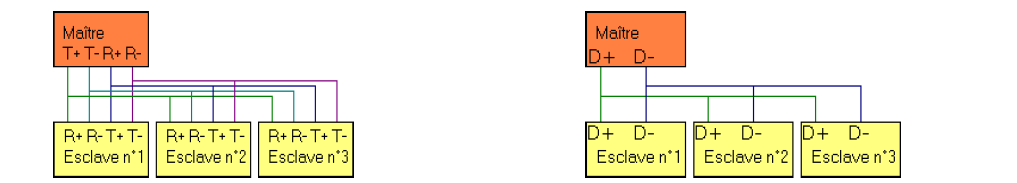 Maître
T+ T- R+ R-
R+ R- T+ T-
Esclave n°1
R+ R- T+ T-
Esclave n°2
R+ R- T+ T-
Esclave n°3
Maître
D+ D-
D+ D-
Esclave n°1
D+ D-
Esclave n°2
D+ D-
Esclave n°3